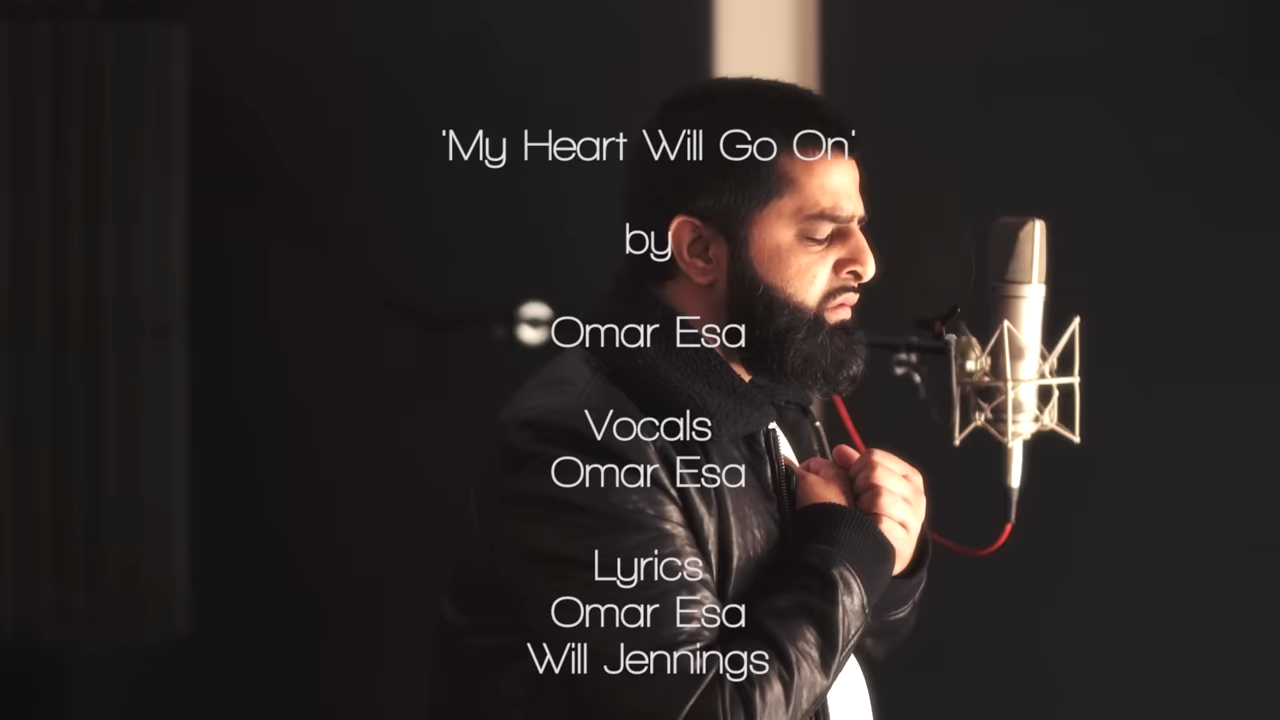 'My Heart Will Go On'
by
Omar Esa
Vocals
Omar Esa
Lyrics
Omar Esa
Will Jennings